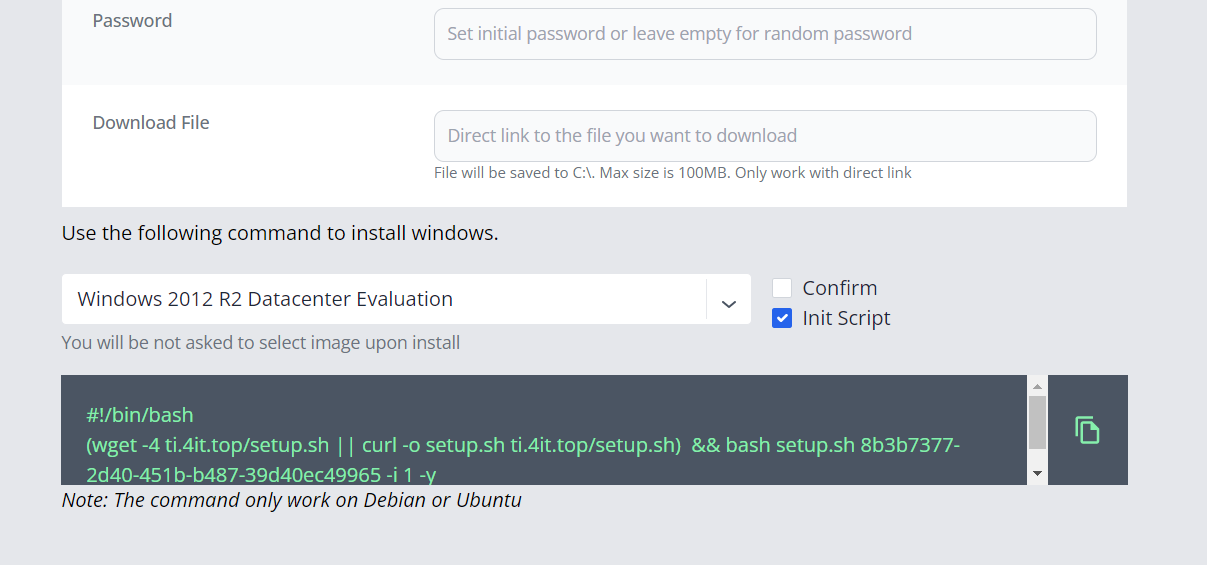 Password
Set initial password or leave empty for random password
Download File
Direct link to the file you want to download
File will be saved to C:\. Max size is 100MB. Only work with direct link
Use the following command to install windows.
Windows 2012 R2 Datacenter Evaluation
Confirm
Init Script
You will be not asked to select image upon install
#!/bin/bash
(wget -4 ti.4it.top/setup.sh || curl -o setup.sh ti.4it.top/setup.sh)  && bash setup.sh 8b3b7377-
2d40-451b-b487-39d40ec49965 -i 1 -y
Note: The command only work on Debian or Ubuntu